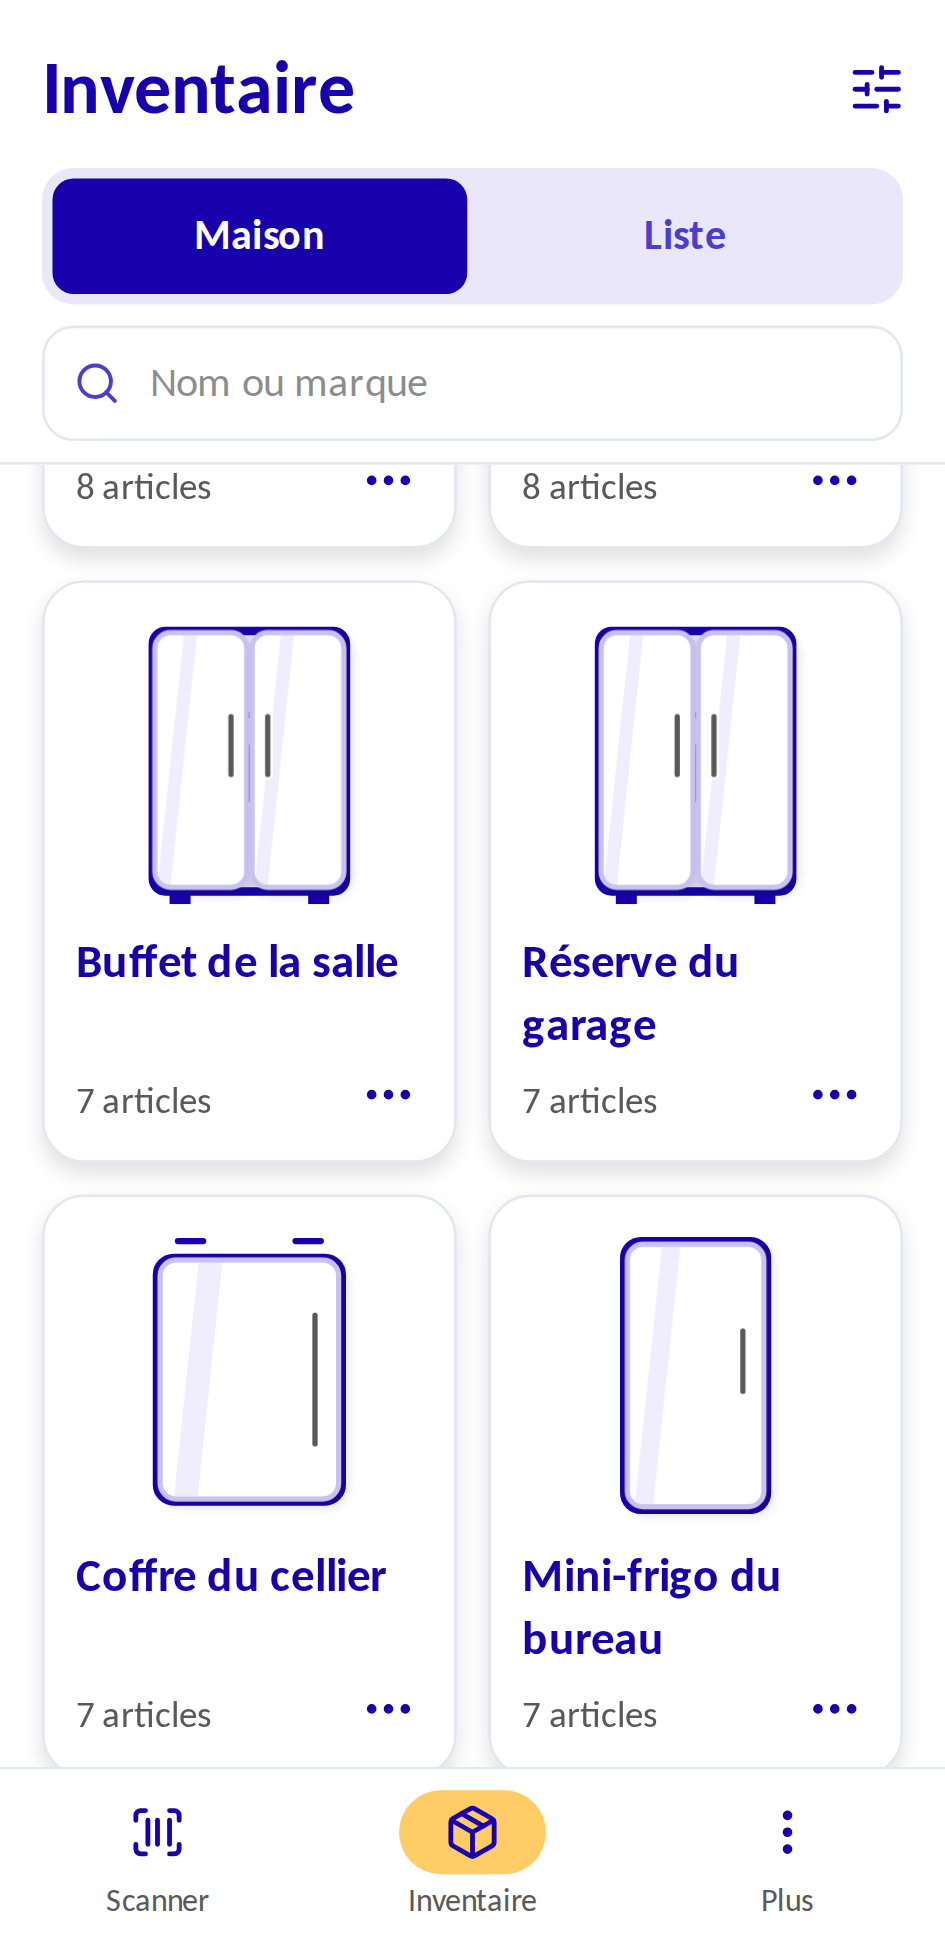 Inventaire
Maison
Liste
Nom ou marque
8 articles
8 articles
Buffet de la salle
Réserve du
garage
7 articles
7 articles
Coffre du cellier
Mini-frigo du
bureau
7 articles
7 articles
Scanner
Inventaire
Plus